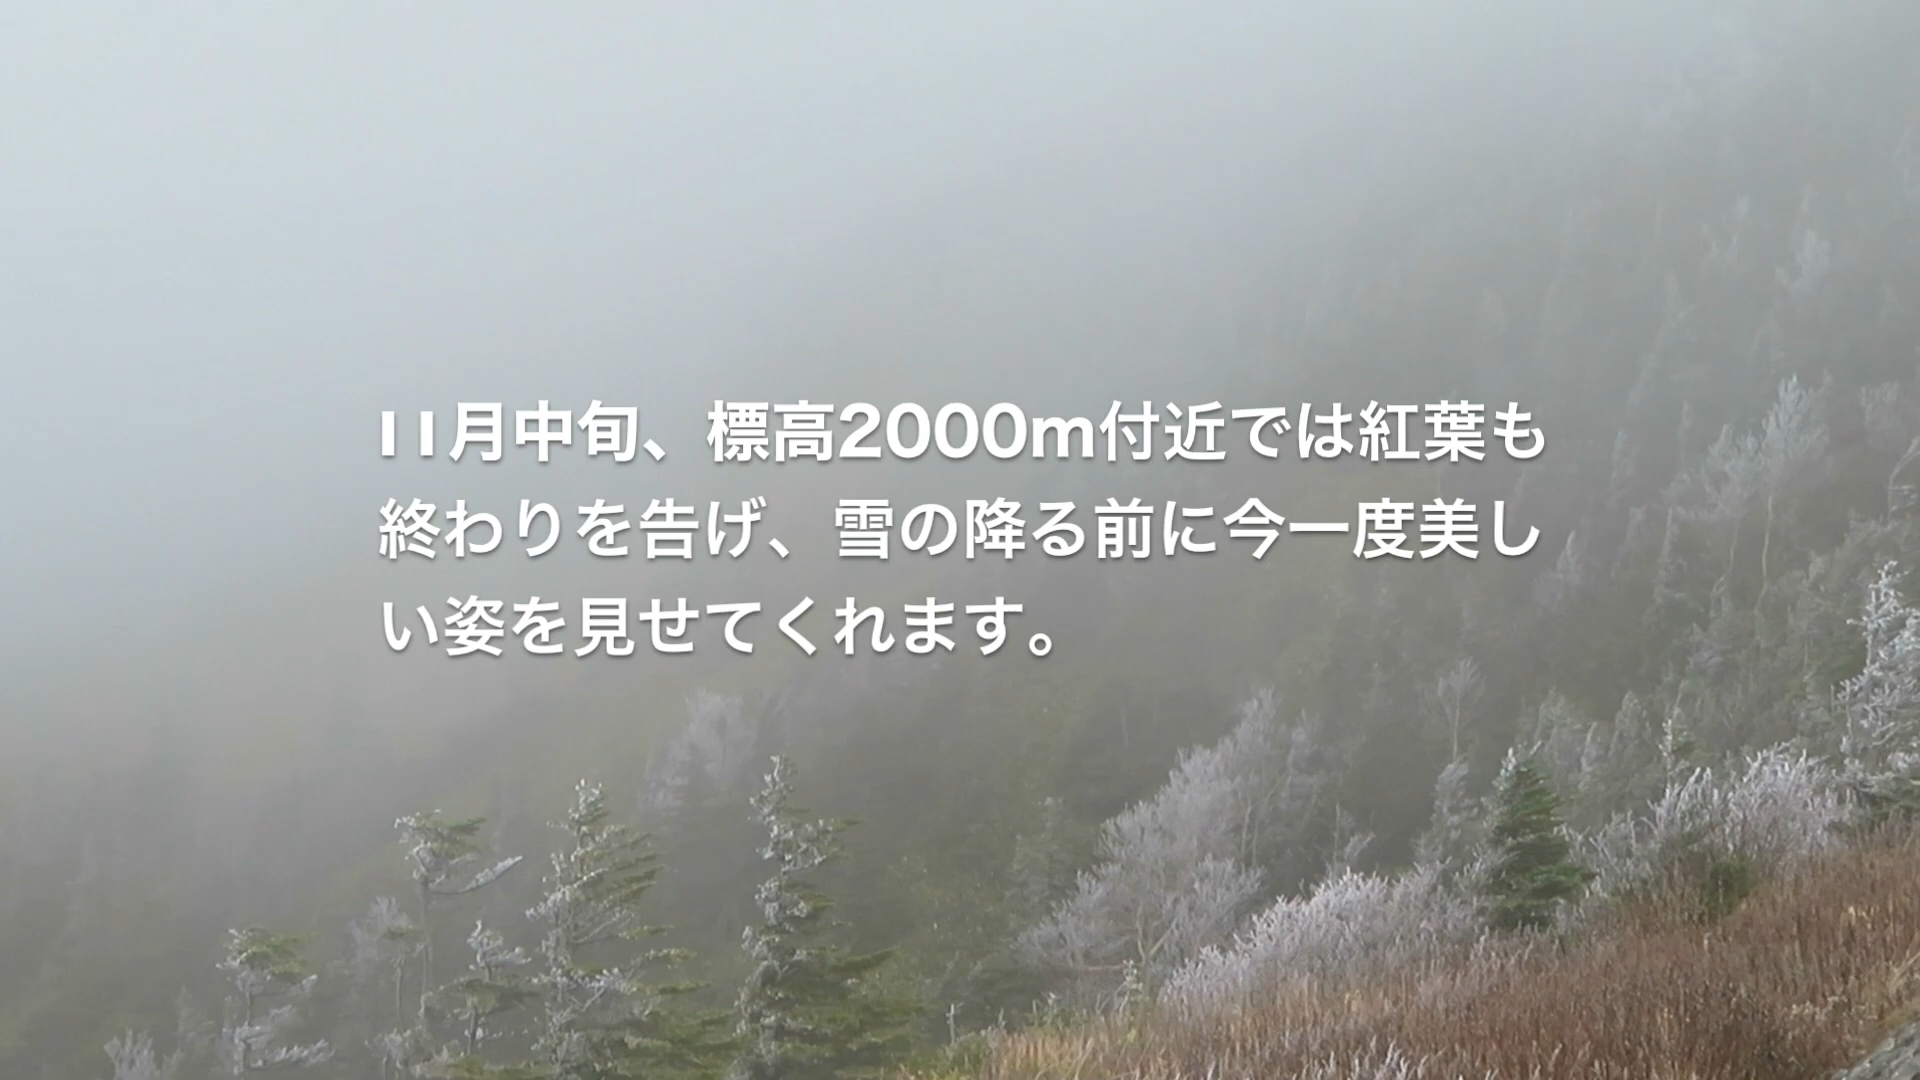 11月中旬、標高2000m付近では紅葉も
終わりを告げ、雪の降る前に今一度美し
い姿を見せてくれます。